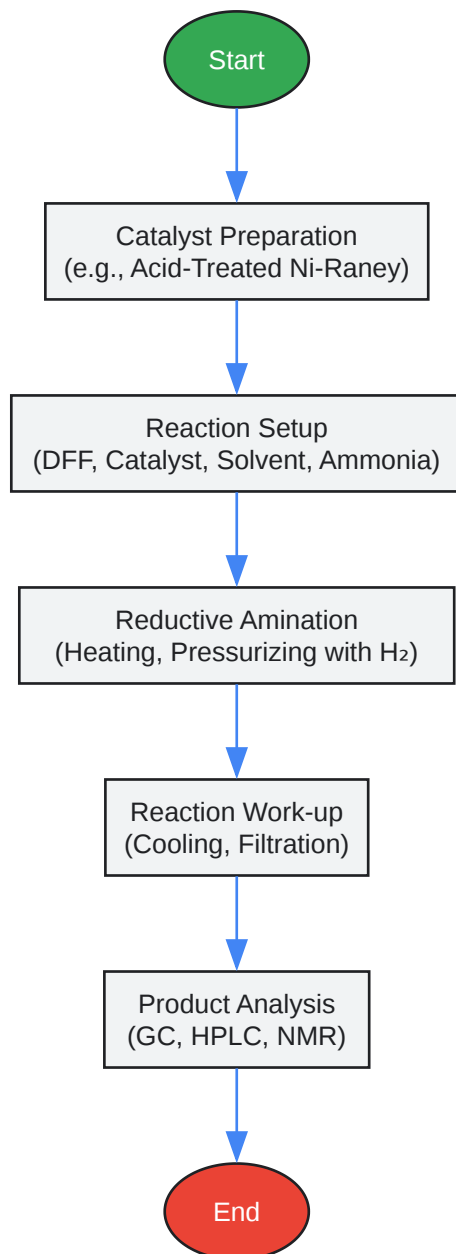 Start
Catalyst Preparation
(e.g., Acid-Treated Ni-Raney)
Reaction Setup
(DFF, Catalyst, Solvent, Ammonia)
Reductive Amination
(Heating, Pressurizing with H₂)
Reaction Work-up
(Cooling, Filtration)
Product Analysis
(GC, HPLC, NMR)
End